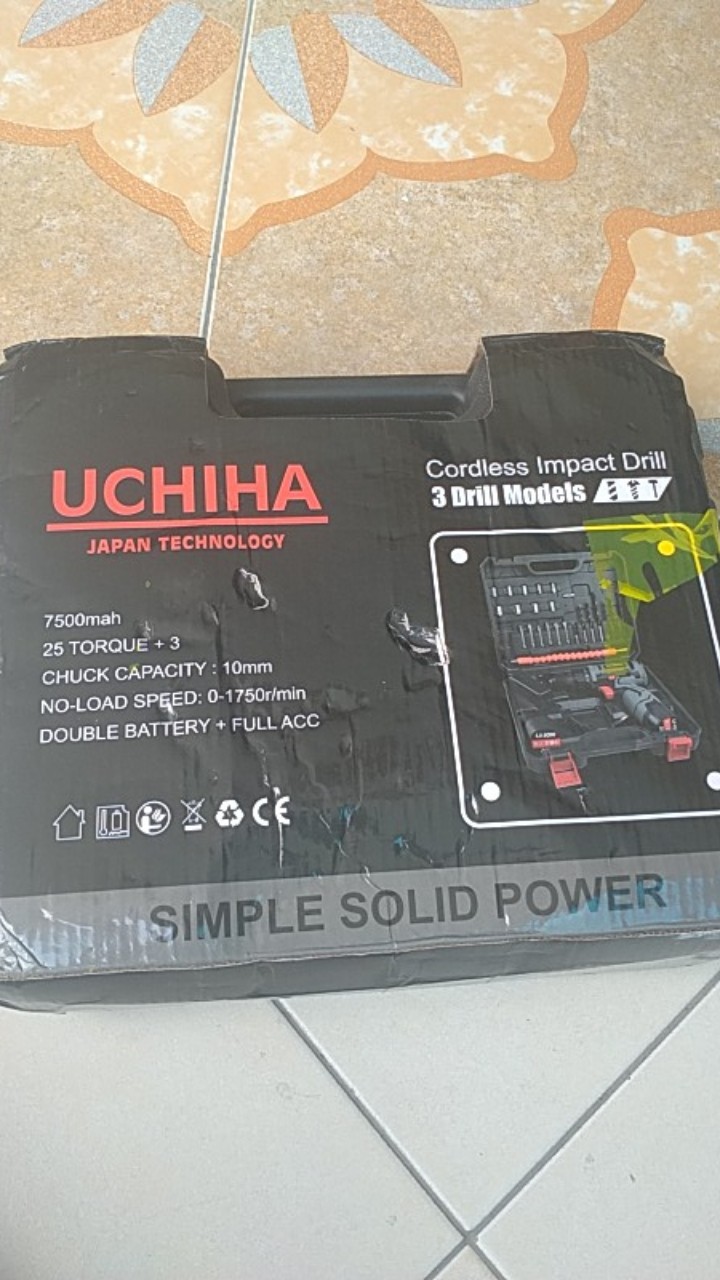 UCHIHA
JAPAN TECHNOLOGY
Cordless Impact Drill
3 Drill Models
7500mah
25 TORQUE + 3
CHUCK CAPACITY : 10mm
NO-LOAD SPEED: 0-1750r/min
DOUBLE BATTERY + FULL ACC
CE
SIMPLE SOLID POWER